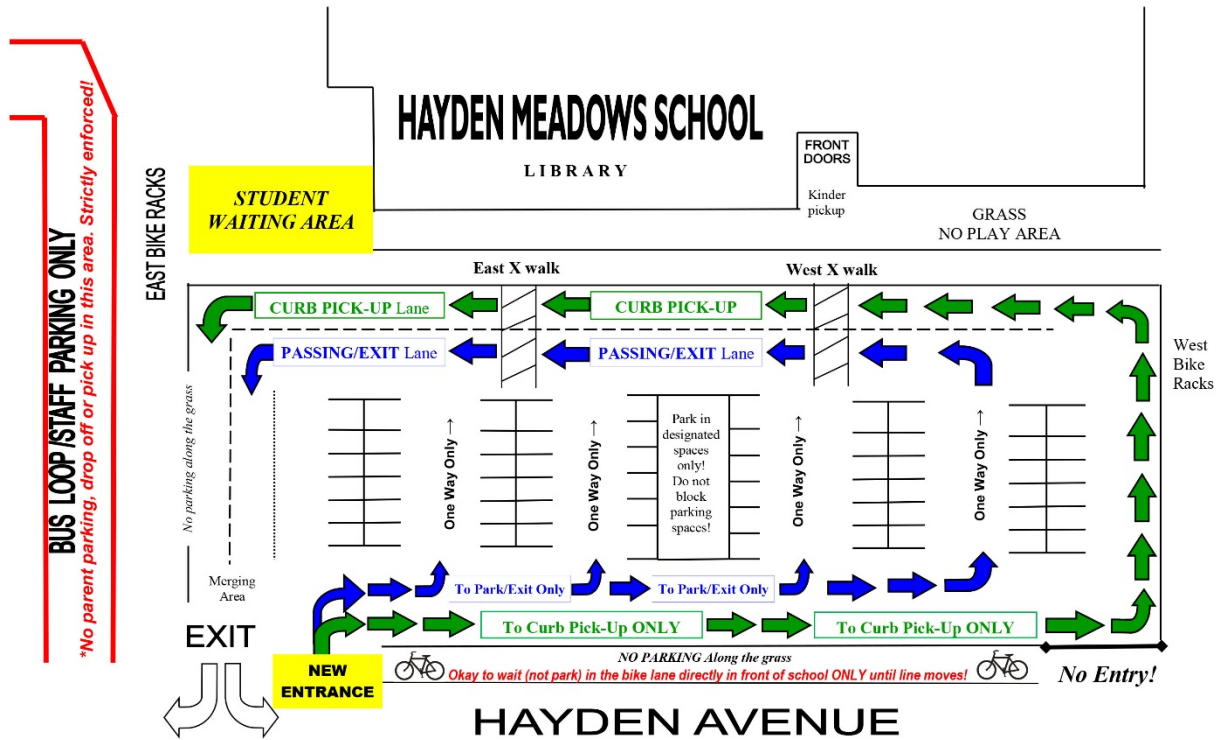 HAYDEN MEADOWS SCHOOL
LIBRARY
FRONT
DOORS
Kinder
pickup
GRASS
NO PLAY AREA
STUDENT
WAITING AREA
EAST BIKE RACKS
BUS LOOP/STAFF PARKING ONLY
*No parent parking, drop off or pick up in this area. Strictly enforced!
East X walk
West X walk
CURB PICK-UP Lane
CURB PICK-UP
PASSING/EXIT Lane
PASSING/EXIT Lane
West
Bike
Racks
No parking along the grass
One Way Only →
One Way Only →
Park in
designated
spaces
only!
Do not
block
parking
spaces!
One Way Only →
One Way Only →
Merging
Area
To Park/Exit Only
To Park/Exit Only
To Curb Pick-Up ONLY
To Curb Pick-Up ONLY
EXIT
NEW
ENTRANCE
NO PARKING Along the grass
Okay to wait (not park) in the bike lane directly in front of school ONLY until line moves!
No Entry!
HAYDEN AVENUE